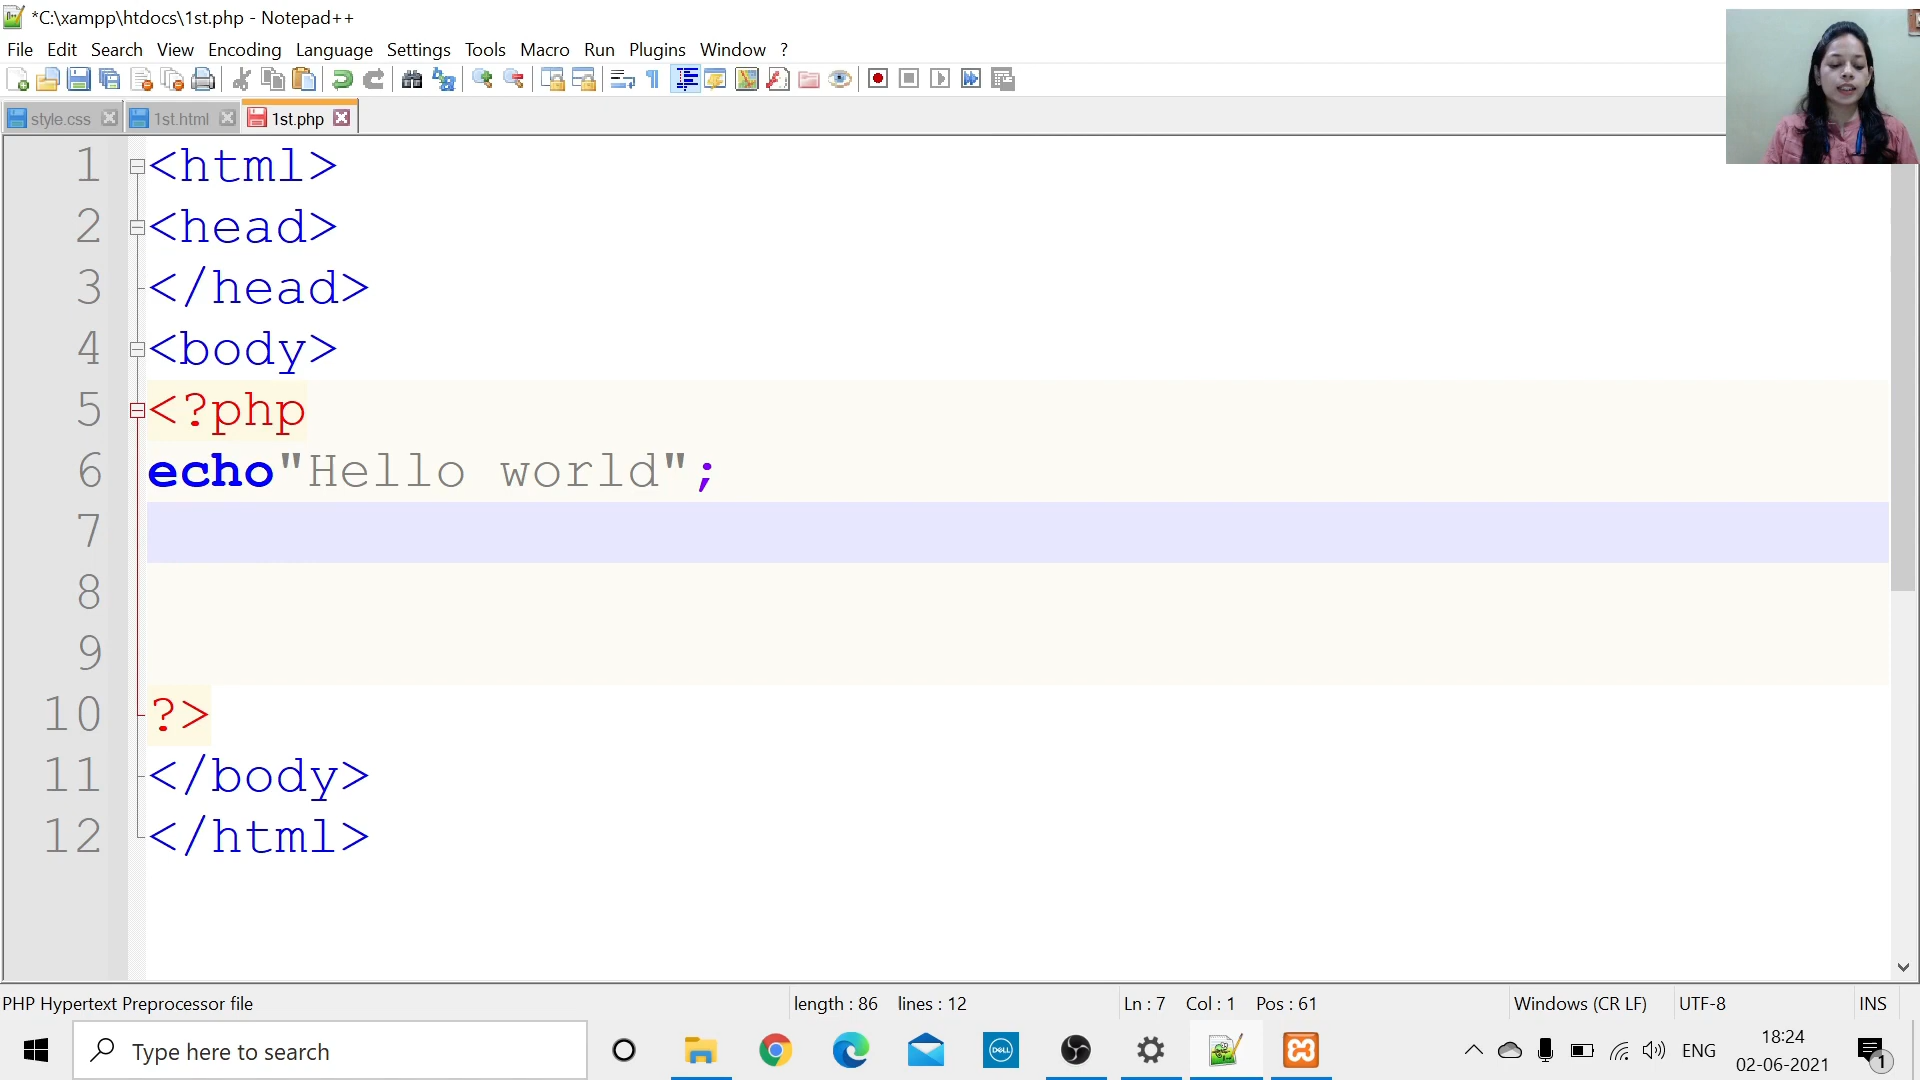 *C:\xampp\htdocs\1st.php - Notepad++
File Edit Search View Encoding Language Settings Tools Macro Run Plugins Window ?
style.css 1st.html 1st.php
1 <html>
2 <head>
3 </head>
4 <body>
5 <?php
6 echo"Hello world";
7
8
9
10 ?>
11 </body>
12 </html>
PHP Hypertext Preprocessor file length : 86 lines : 12 Ln : 7 Col : 1 Pos : 61 Windows (CR LF) UTF-8 INS
Type here to search DELL ENG 18:24
02-06-2021 1